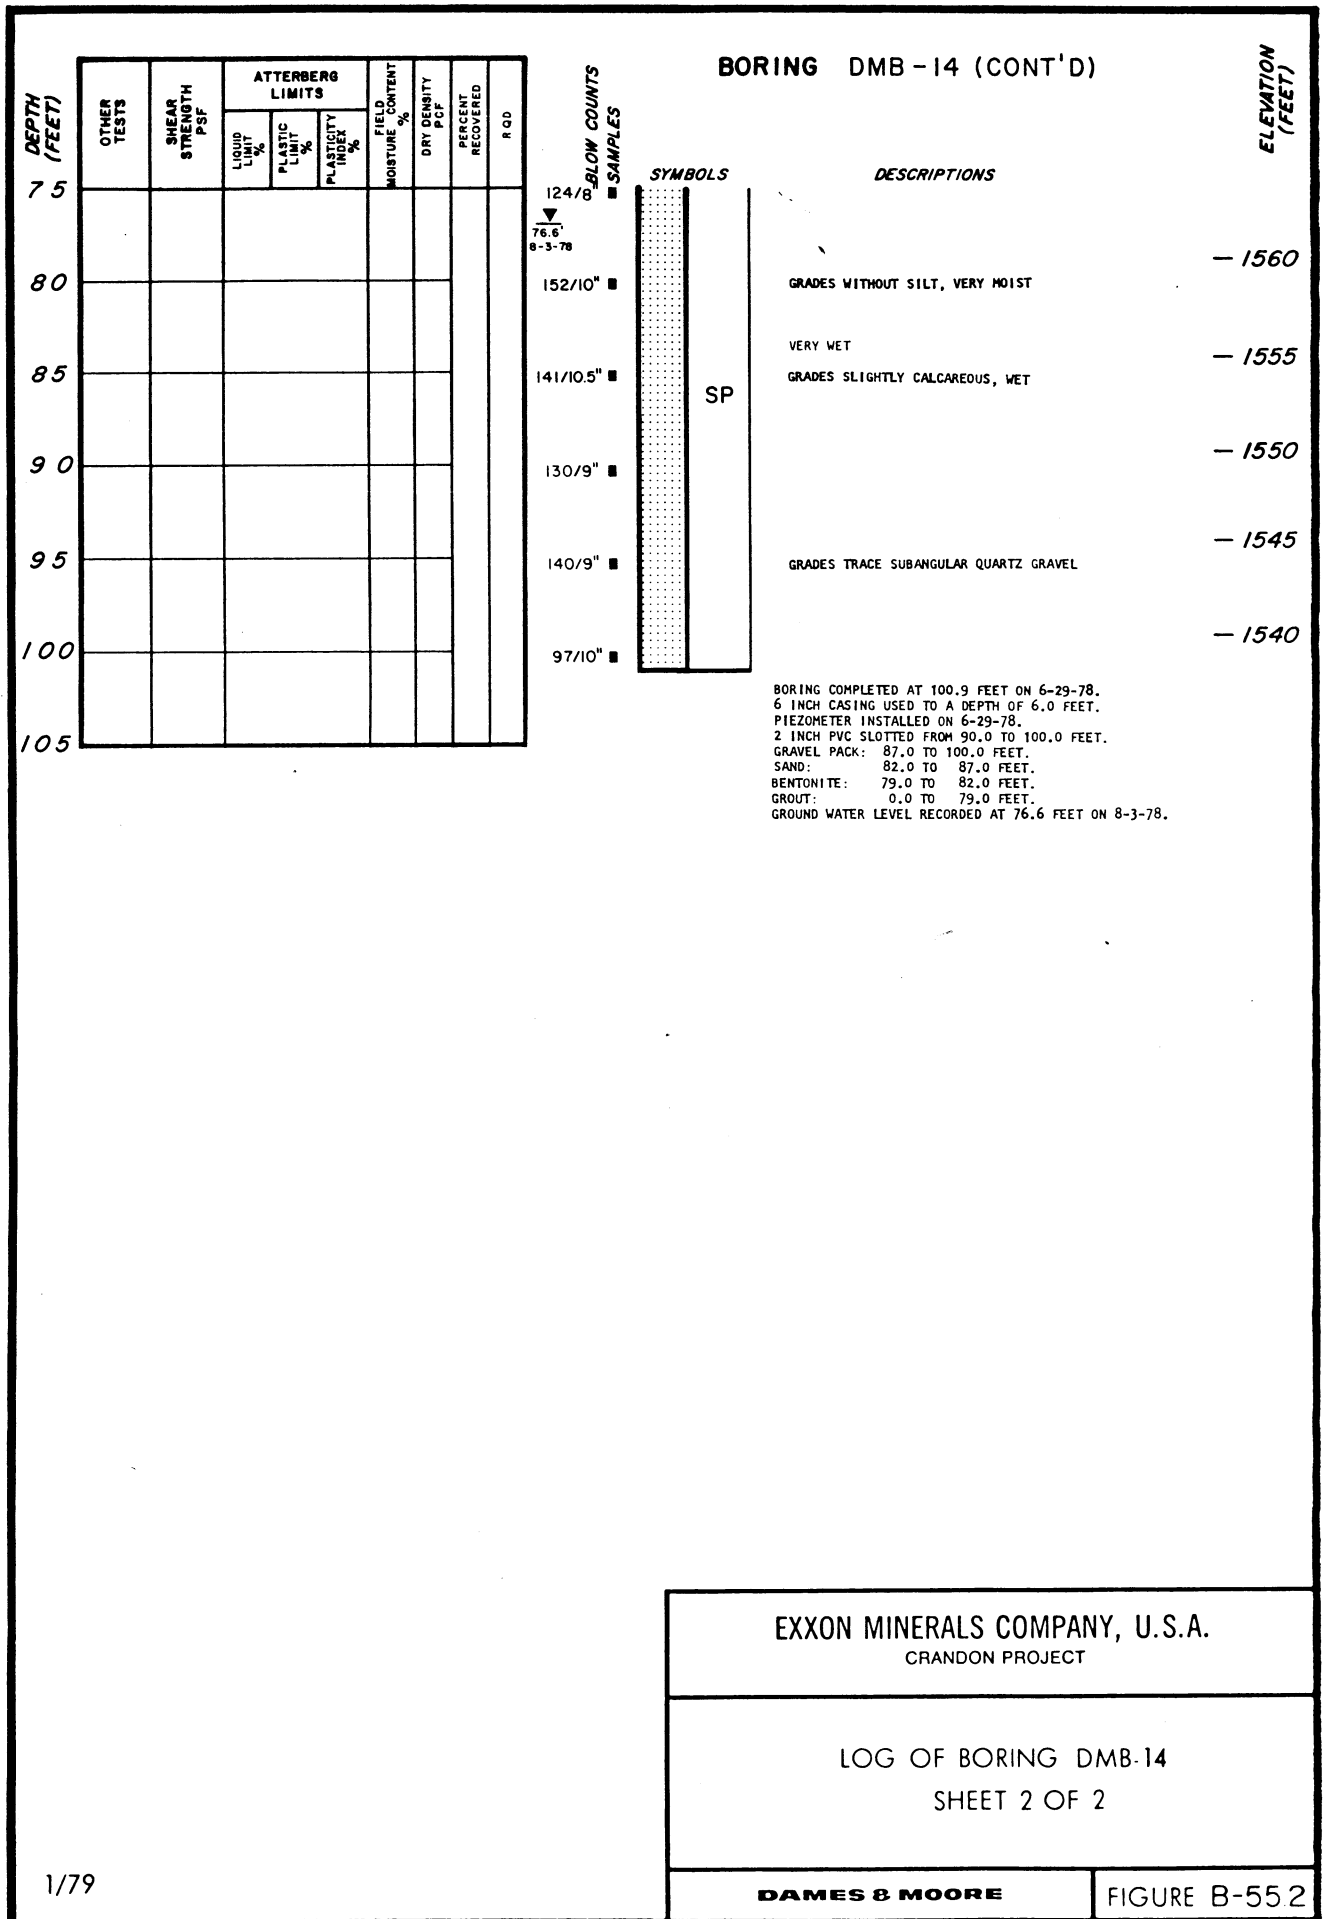 BORING DMB-14 (CONT'D)
DEPTH (FEET)
OTHER TESTS
SHEAR STRENGTH PSF
ATTERBERG LIMITS
LIQUID LIMIT %
PLASTIC LIMIT %
PLASTICITY INDEX %
FIELD MOISTURE CONTENT %
DRY DENSITY PCF
PERCENT RECOVERED
RQD
BLOW COUNTS
SAMPLES
SYMBOLS
DESCRIPTIONS
ELEVATION (FEET)
75
124/8"
76.6'
8-3-78
— 1560
80
152/10"
GRADES WITHOUT SILT, VERY MOIST
VERY WET
— 1555
85
141/10.5"
GRADES SLIGHTLY CALCAREOUS, WET
SP
— 1550
90
130/9"
— 1545
95
140/9"
GRADES TRACE SUBANGULAR QUARTZ GRAVEL
— 1540
100
97/10"
105
BORING COMPLETED AT 100.9 FEET ON 6-29-78.
6 INCH CASING USED TO A DEPTH OF 6.0 FEET.
PIEZOMETER INSTALLED ON 6-29-78.
2 INCH PVC SLOTTED FROM 90.0 TO 100.0 FEET.
GRAVEL PACK: 87.0 TO 100.0 FEET.
SAND: 82.0 TO 87.0 FEET.
BENTONITE: 79.0 TO 82.0 FEET.
GROUT: 0.0 TO 79.0 FEET.
GROUND WATER LEVEL RECORDED AT 76.6 FEET ON 8-3-78.
EXXON MINERALS COMPANY, U.S.A.
CRANDON PROJECT
LOG OF BORING DMB-14
SHEET 2 OF 2
1/79
DAMES & MOORE
FIGURE B-55.2